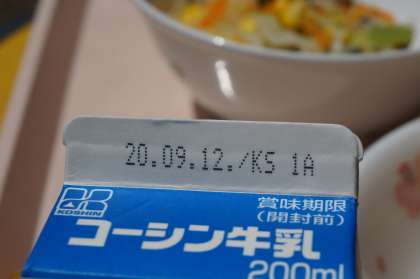 20.09.12./KS 1A
KOSHIN
賞味期限
(開封前)
コーシン牛乳
200ml